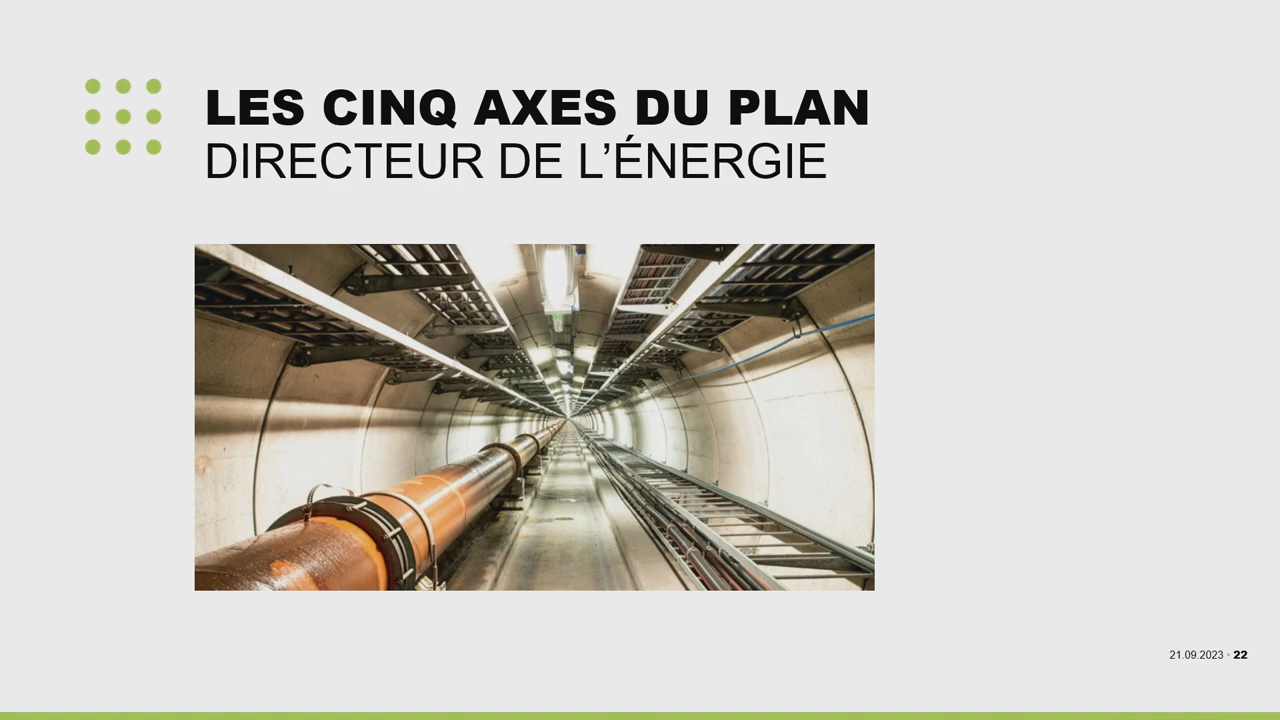 LES CINQ AXES DU PLAN
DIRECTEUR DE L’ÉNERGIE
21.09.2023 • 22